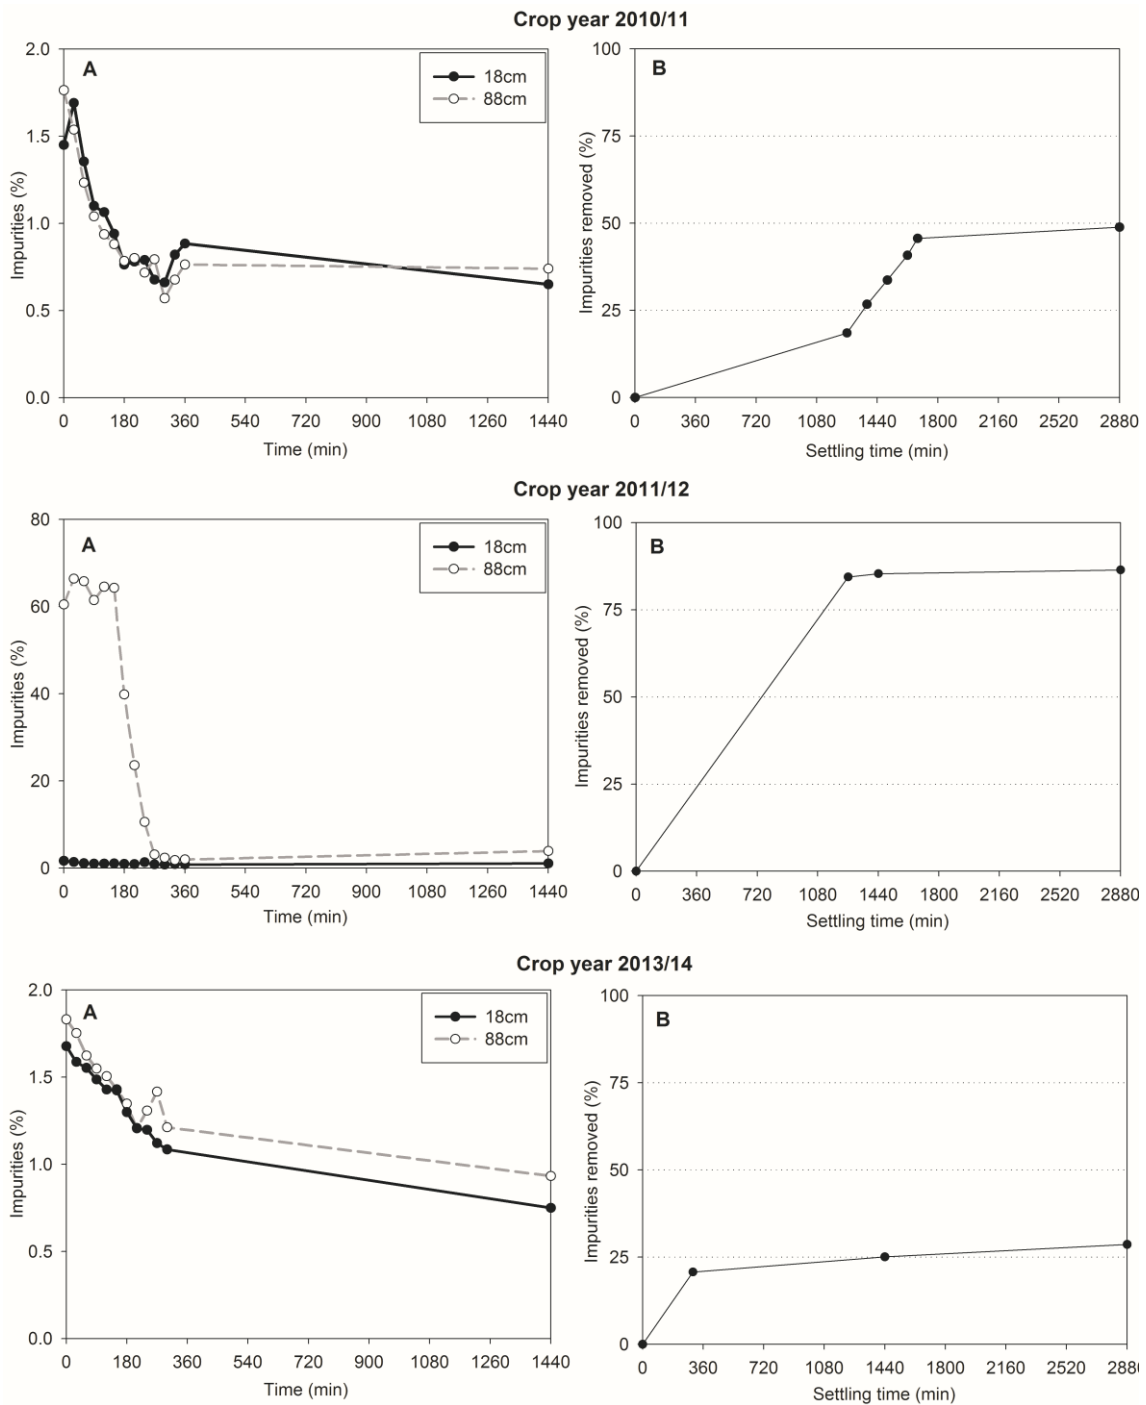 Crop year 2010/11
A
18cm
88cm
Impurities (%)
2.0
1.5
1.0
0.5
0.0
0 180 360 540 720 900 1080 1260 1440
Time (min)
B
Impurities removed (%)
100
75
50
25
0
0 360 720 1080 1440 1800 2160 2520 2880
Settling time (min)
Crop year 2011/12
A
18cm
88cm
Impurities (%)
80
60
40
20
0
0 180 360 540 720 900 1080 1260 1440
Time (min)
B
Impurities removed (%)
100
75
50
25
0
0 360 720 1080 1440 1800 2160 2520 2880
Settling time (min)
Crop year 2013/14
A
18cm
88cm
Impurities (%)
2.0
1.5
1.0
0.5
0.0
0 180 360 540 720 900 1080 1260 1440
Time (min)
B
Impurities removed (%)
100
75
50
25
0
0 360 720 1080 1440 1800 2160 2520 2880
Settling time (min)